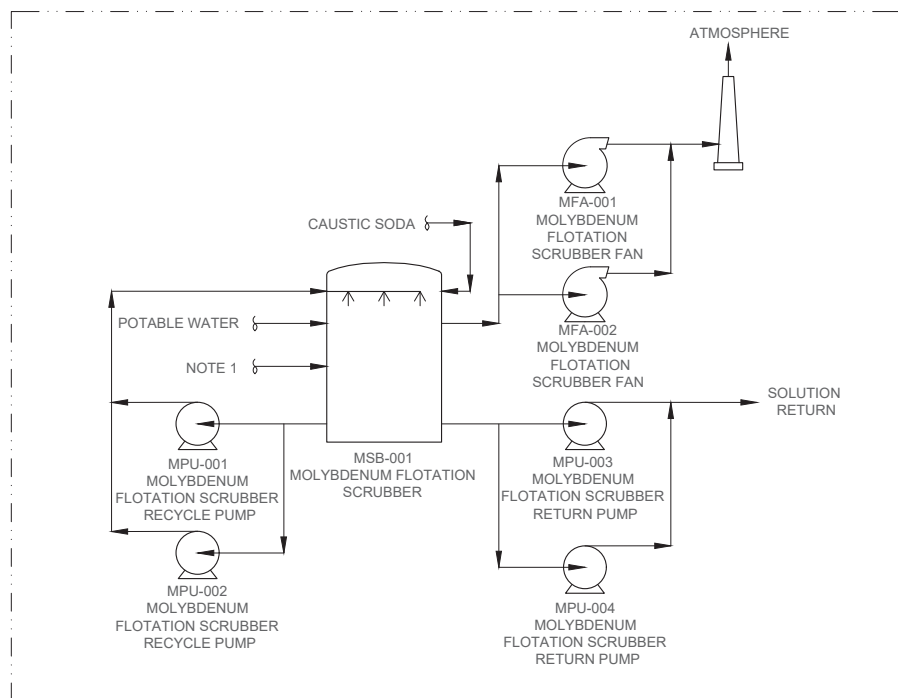 ATMOSPHERE
MFA-001
MOLYBDENUM
FLOTATION
SCRUBBER FAN
CAUSTIC SODA
MFA-002
MOLYBDENUM
FLOTATION
SCRUBBER FAN
POTABLE WATER
NOTE 1
SOLUTION
RETURN
MSB-001
MOLYBDENUM FLOTATION
SCRUBBER
MPU-001
MOLYBDENUM
FLOTATION SCRUBBER
RECYCLE PUMP
MPU-003
MOLYBDENUM
FLOTATION SCRUBBER
RETURN PUMP
MPU-002
MOLYBDENUM
FLOTATION SCRUBBER
RECYCLE PUMP
MPU-004
MOLYBDENUM
FLOTATION SCRUBBER
RETURN PUMP